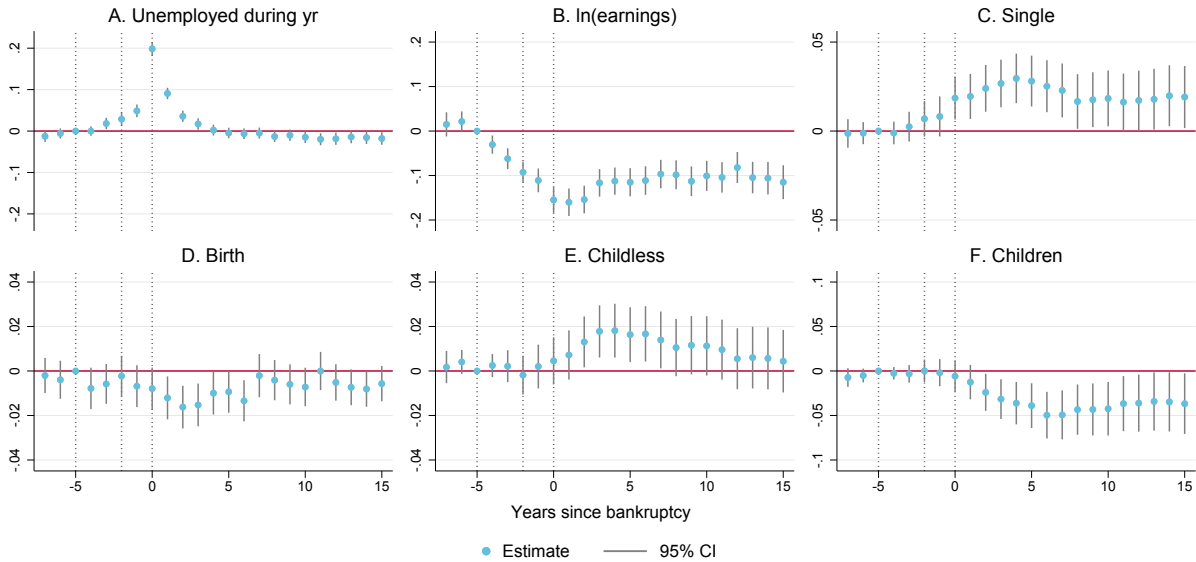 A. Unemployed during yr
.2
.1
0
-.1
-.2
B. ln(earnings)
.2
.1
0
-.1
-.2
C. Single
.05
0
-.05
D. Birth
.04
.02
0
-.02
-.04
-5 0 5 10 15
E. Childless
.04
.02
0
-.02
-.04
-5 0 5 10 15
F. Children
.1
.05
0
-.05
-.1
-5 0 5 10 15
Years since bankruptcy
Estimate 95% CI